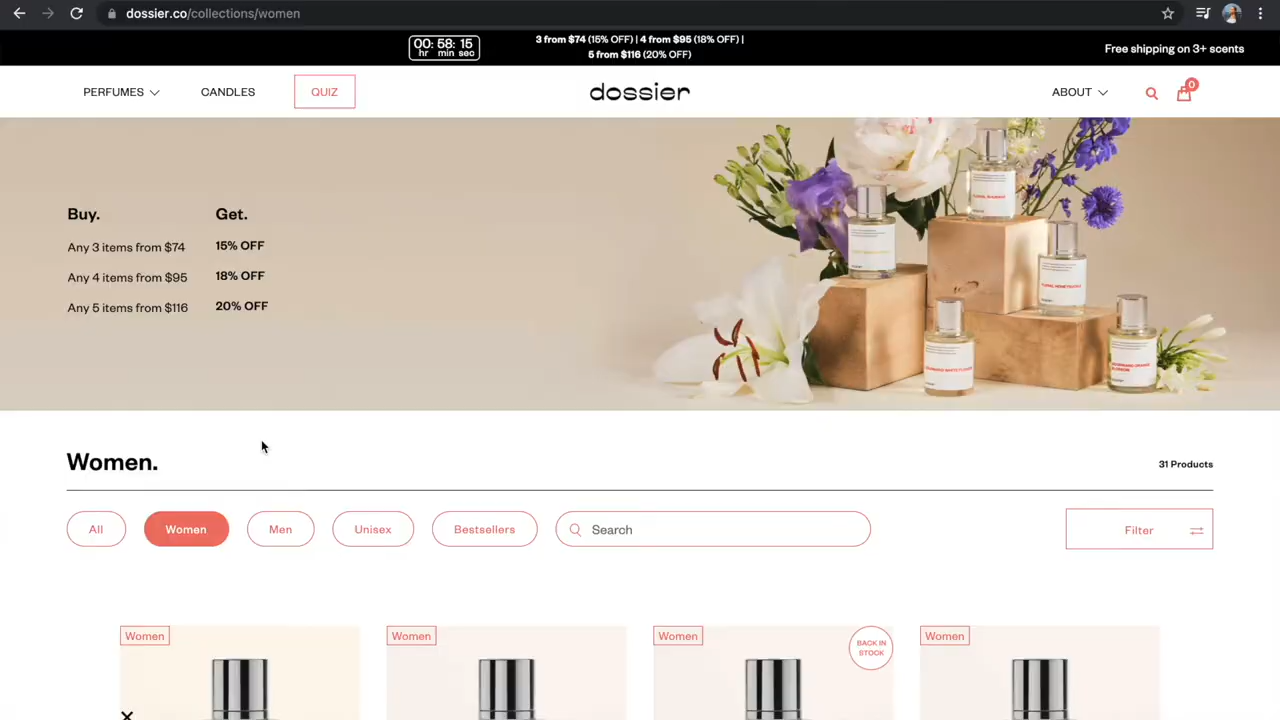 dossier.co/collections/women
00: 58: 15
hr min sec
3 from $74 (15% OFF) | 4 from $95 (18% OFF) |
5 from $116 (20% OFF)
Free shipping on 3+ scents
PERFUMES
CANDLES
QUIZ
dossier
ABOUT
0
Buy.
Get.
Any 3 items from $74
15% OFF
Any 4 items from $95
18% OFF
Any 5 items from $116
20% OFF
Women.
31 Products
All
Women
Men
Unisex
Bestsellers
Search
Filter
Women
Women
Women
BACK IN
STOCK
Women